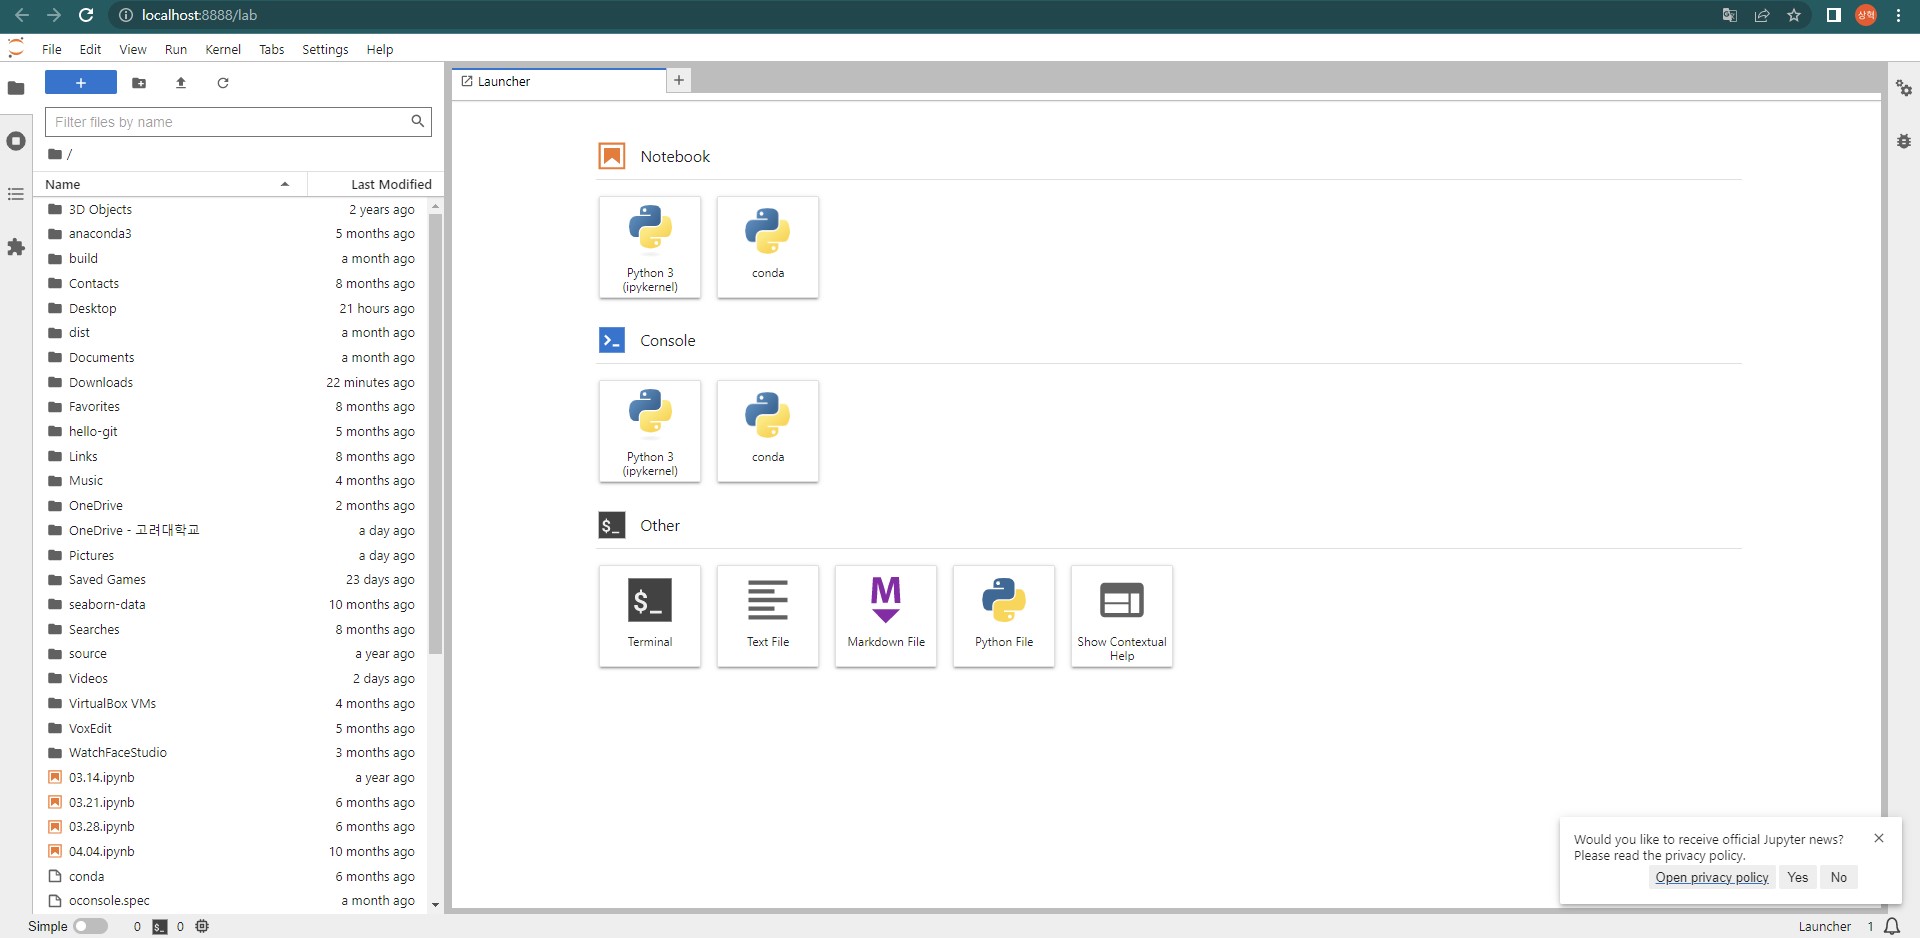 localhost:8888/lab
상혁
File Edit View Run Kernel Tabs Settings Help
+
Launcher
+
Filter files by name
/
Name Last Modified
3D Objects 2 years ago
anaconda3 5 months ago
build a month ago
Contacts 8 months ago
Desktop 21 hours ago
dist a month ago
Documents a month ago
Downloads 22 minutes ago
Favorites 8 months ago
hello-git 5 months ago
Links 8 months ago
Music 4 months ago
OneDrive 2 months ago
OneDrive - 고려대학교 a day ago
Pictures a day ago
Saved Games 23 days ago
seaborn-data 10 months ago
Searches 8 months ago
source a year ago
Videos 2 days ago
VirtualBox VMs 4 months ago
VoxEdit 5 months ago
WatchFaceStudio 3 months ago
03.14.ipynb a year ago
03.21.ipynb 6 months ago
03.28.ipynb 6 months ago
04.04.ipynb 10 months ago
conda 6 months ago
oconsole.spec a month ago
Notebook
Python 3
(ipykernel)
conda
Console
Python 3
(ipykernel)
conda
$_ Other
$_
Terminal
Text File
M
Markdown File
Python File
Show Contextual
Help
Would you like to receive official Jupyter news?
Please read the privacy policy.
Open privacy policy Yes No
Simple 0 $_ 0 Launcher 1